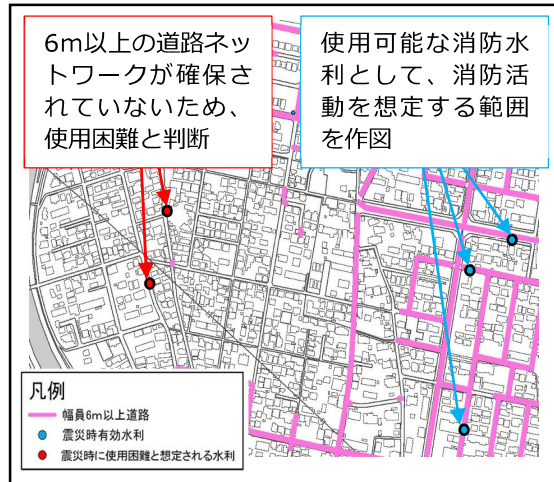 6m以上の道路ネッ
トワークが確保さ
れていないため、
使用困難と判断
使用可能な消防水
利として、消防活
動を想定する範囲
を作図
凡例
幅員6m以上道路
震災時有効水利
震災時に使用困難と想定される水利